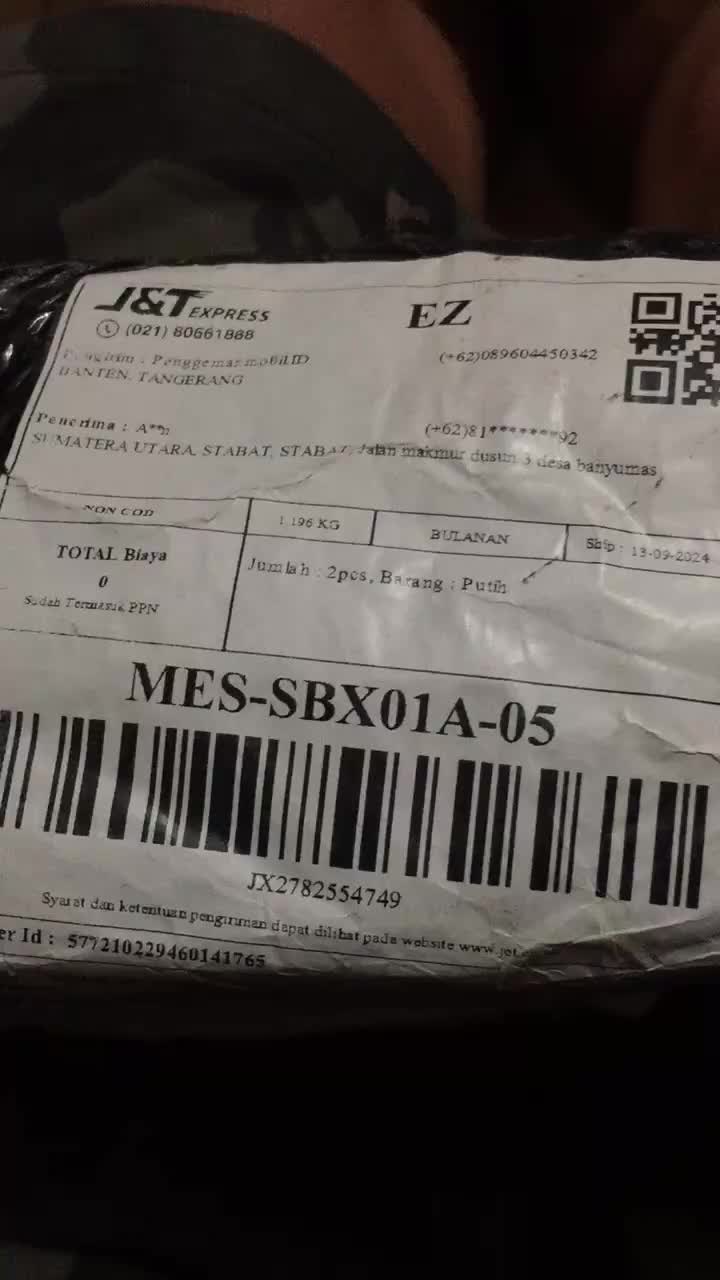 J&T EXPRESS
(021) 80661888
EZ
Pengirim : Penggemar mobil.ID
(+62)089604450342
BANTEN, TANGERANG
Penerima : A**n
(+62)81*******92
SUMATERA UTARA, STABAT, STABAT, Jalan makmur dusun 3 desa banyumas
NON COD
1.196 KG
BULANAN
Ship : 13-09-2024
TOTAL Biaya
0
Sudah Termasuk PPN
Jumlah : 2pcs, Barang : Putih
MES-SBX01A-05
JX2782554749
Syarat dan ketentuan pengiriman dapat dilihat pada website www.jet.
er Id : 577210229460141765